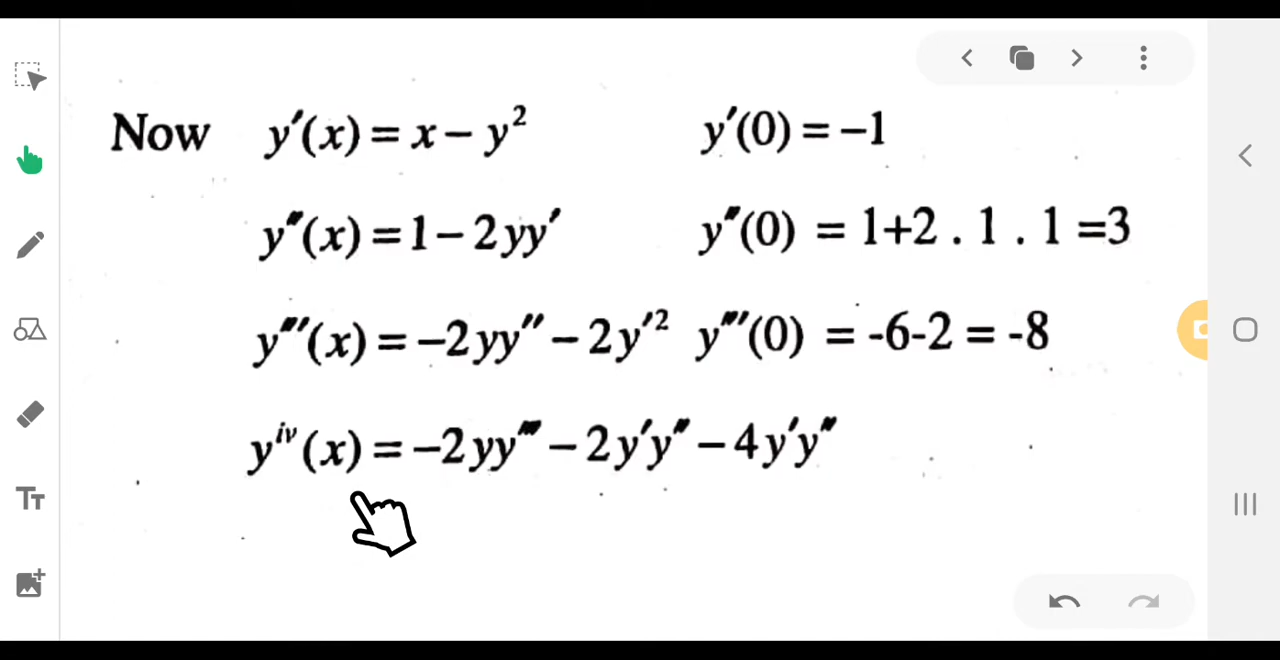 Now y′(x) = x − y² y′(0) = −1
y″(x) = 1 − 2yy′ y″(0) = 1+2 . 1 . 1 =3
y‴(x) = −2yy″ − 2y′² y‴(0) = -6-2 = -8
yⁱᵛ(x) = −2yy‴ − 2y′y″ − 4y′y″
TT